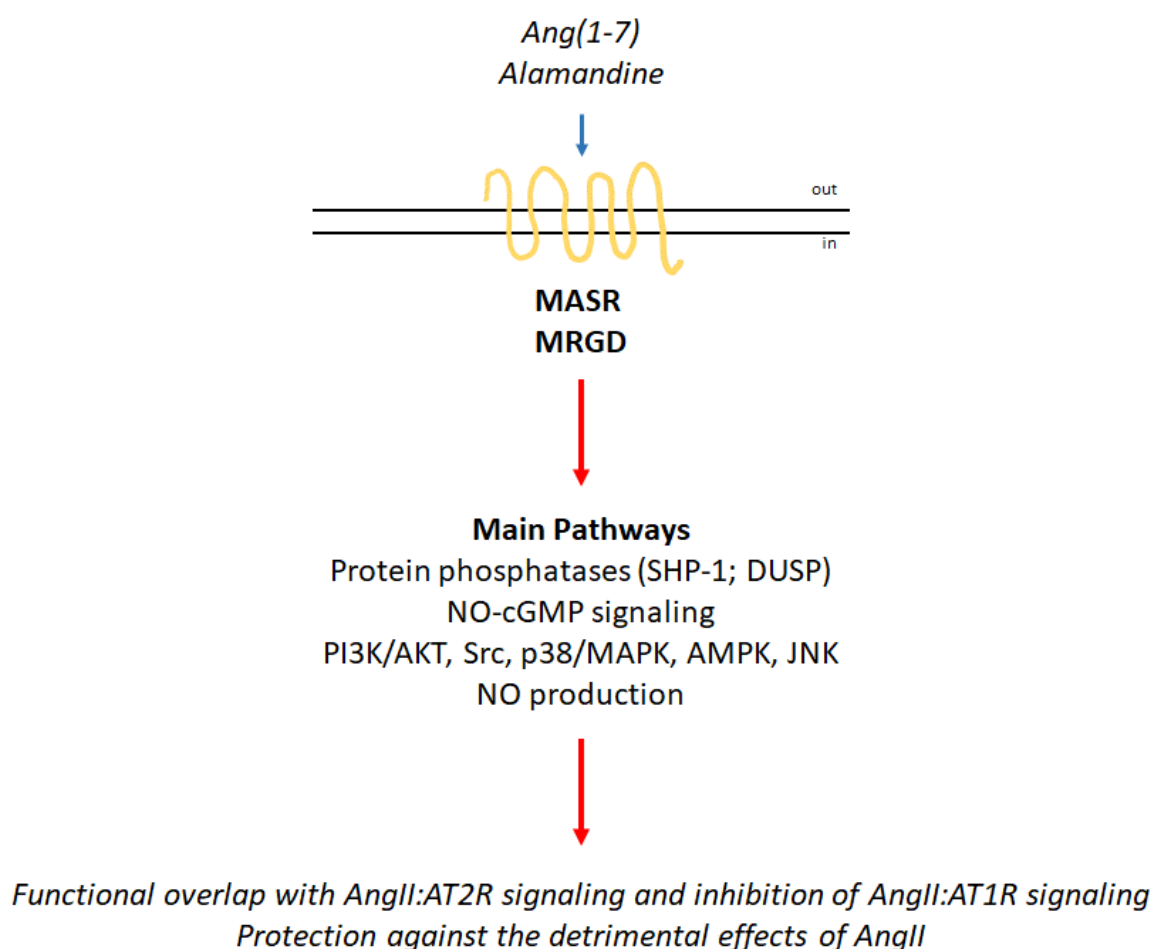 Ang(1-7)
Alamandine
out
in
MASR
MRGD
Main Pathways
Protein phosphatases (SHP-1; DUSP)
NO-cGMP signaling
PI3K/AKT, Src, p38/MAPK, AMPK, JNK
NO production
Functional overlap with AngII:AT2R signaling and inhibition of AngII:AT1R signaling
Protection against the detrimental effects of AngII